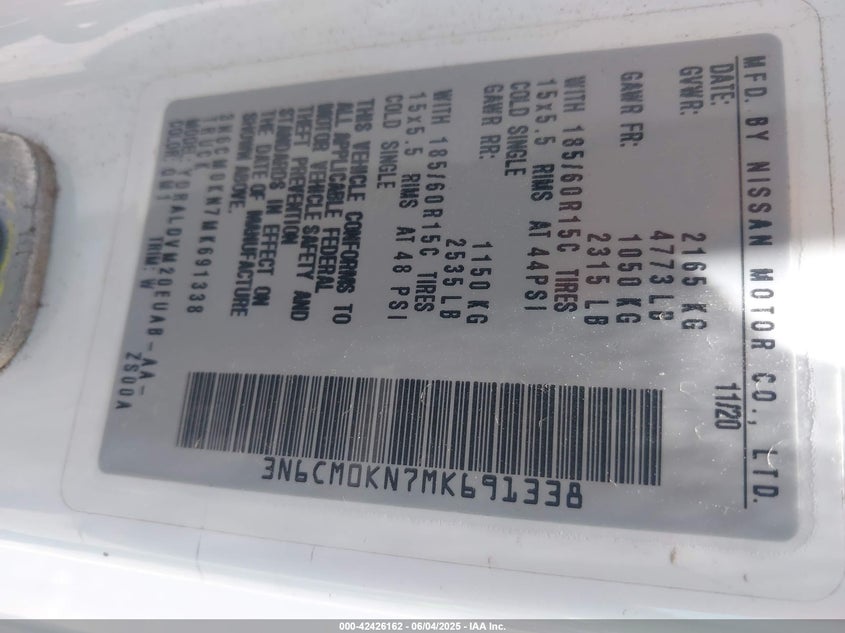 MFD. BY NISSAN MOTOR CO., LTD.
DATE: 11/20
GVWR: 2165 KG
4773 LB
GAWR FR: 1050 KG
2315 LB
WITH 185/60R15C TIRES
15x5.5 RIMS AT 44PSI
COLD SINGLE
GAWR RR: 1150 KG
2535 LB
WITH 185/60R15C TIRES
15x5.5 RIMS AT 48 PSI
COLD SINGLE
THIS VEHICLE CONFORMS TO
ALL APPLICABLE FEDERAL
MOTOR VEHICLE SAFETY AND
THEFT PREVENTION
STANDARDS IN EFFECT ON
THE DATE OF MANUFACTURE
SHOWN ABOVE.
3N6CM0KN7MK691338
TRUCK
MODEL: YDRALDVM20EUAB-AA-
ZS00A
COLOR: QM1 TRIM: W
3N6CM0KN7MK691338
000-42426162 - 06/04/2025 - IAA Inc.